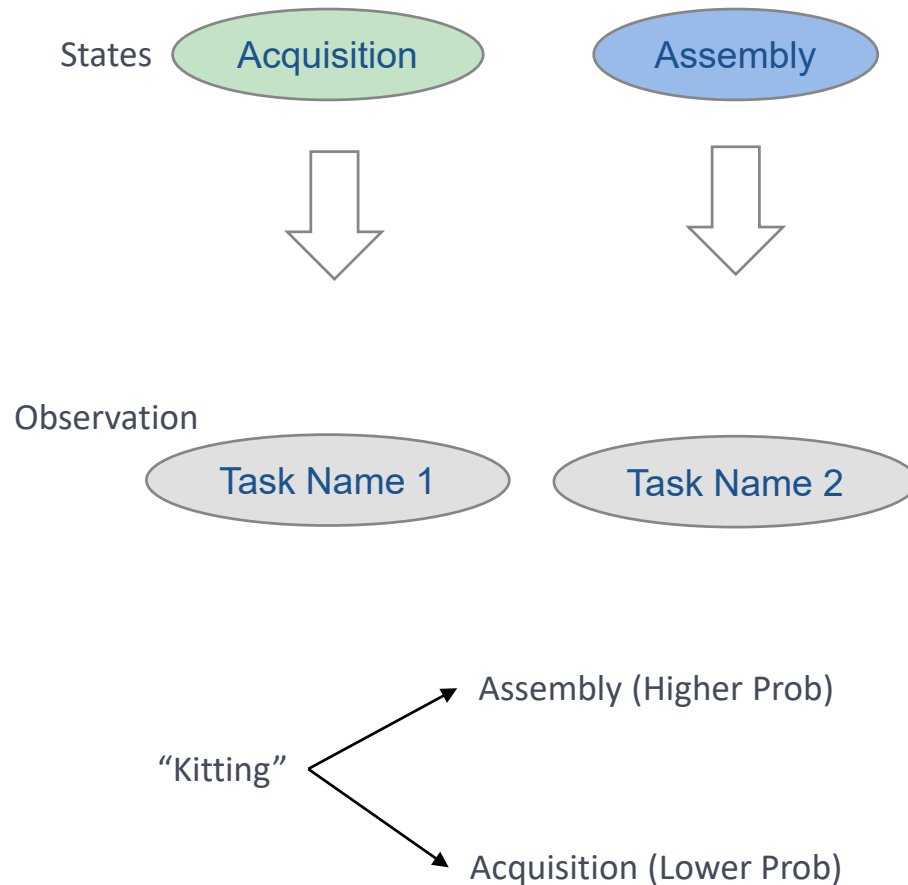 States
Acquisition
Assembly
Observation
Task Name 1
Task Name 2
Assembly (Higher Prob)
“Kitting”
Acquisition (Lower Prob)